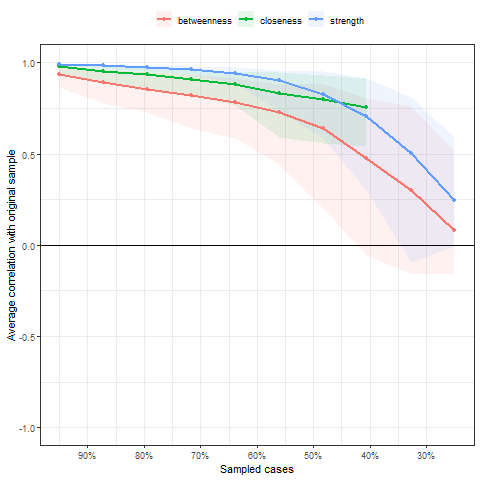 betweenness closeness strength
1.0
0.5
0.0
-0.5
-1.0
Average correlation with original sample
90% 80% 70% 60% 50% 40% 30%
Sampled cases